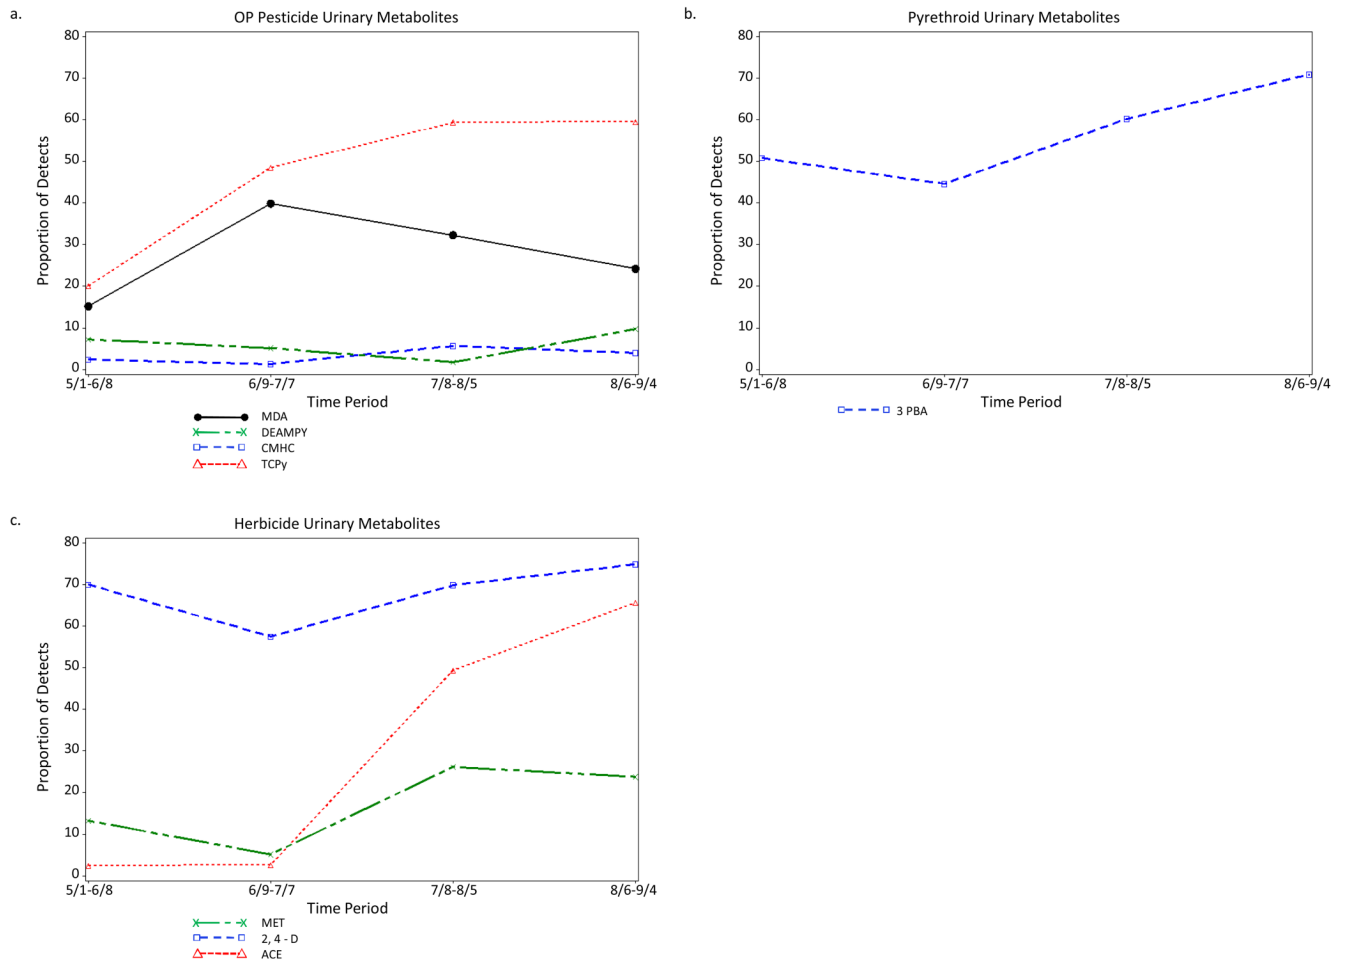 a.
OP Pesticide Urinary Metabolites
80
70
60
50
40
30
20
10
0
Proportion of Detects
5/1-6/8 6/9-7/7 7/8-8/5 8/6-9/4
Time Period
MDA
DEAMPY
CMHC
TCPy
b.
Pyrethroid Urinary Metabolites
80
70
60
50
40
30
20
10
0
Proportion of Detects
5/1-6/8 6/9-7/7 7/8-8/5 8/6-9/4
Time Period
3 PBA
c.
Herbicide Urinary Metabolites
80
70
60
50
40
30
20
10
0
Proportion of Detects
5/1-6/8 6/9-7/7 7/8-8/5 8/6-9/4
Time Period
MET
2, 4 - D
ACE